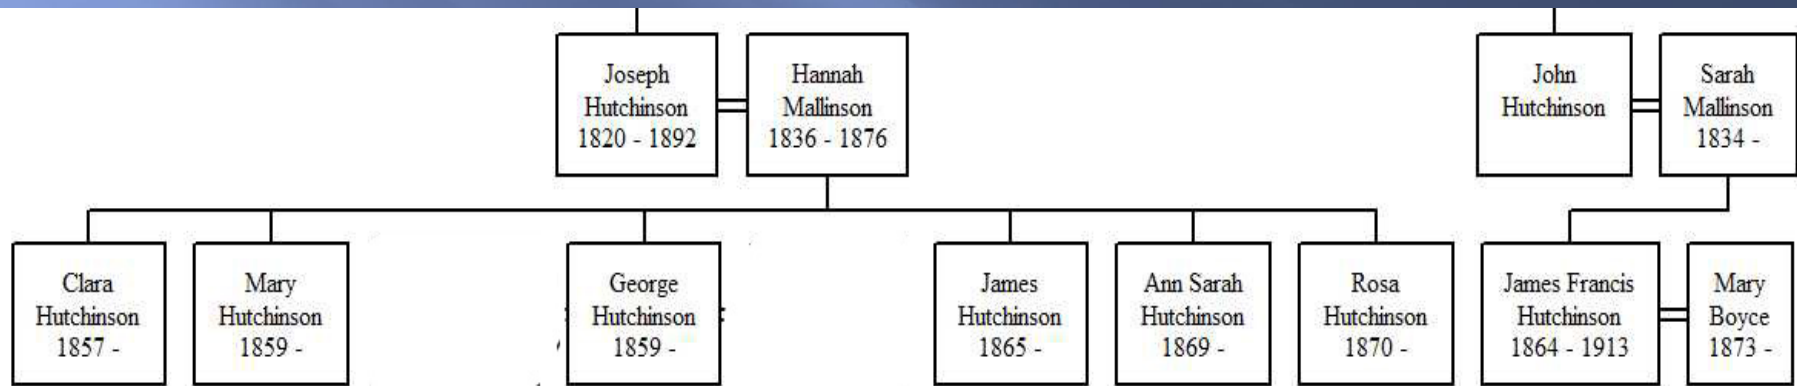 Joseph
Hutchinson
1820 - 1892
Hannah
Mallinson
1836 - 1876
John
Hutchinson
Sarah
Mallinson
1834 -
Clara
Hutchinson
1857 -
Mary
Hutchinson
1859 -
George
Hutchinson
1859 -
James
Hutchinson
1865 -
Ann Sarah
Hutchinson
1869 -
Rosa
Hutchinson
1870 -
James Francis
Hutchinson
1864 - 1913
Mary
Boyce
1873 -